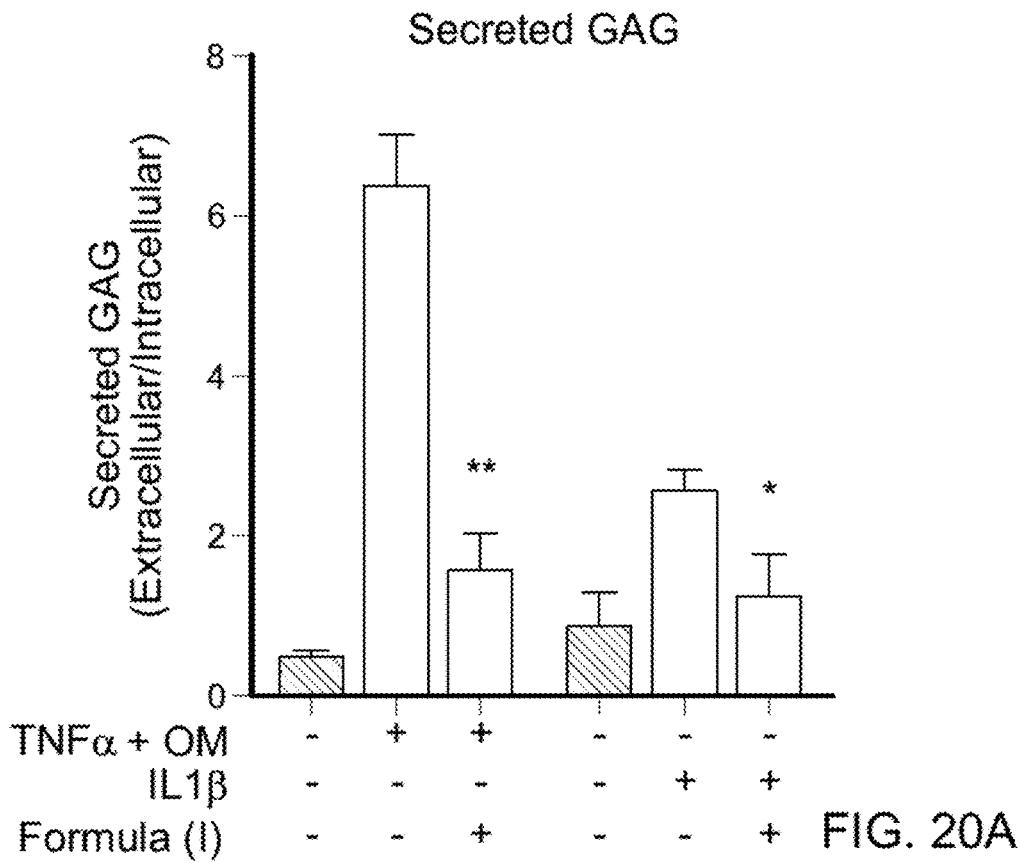 Secreted GAG
Secreted GAG
(Extracellular/Intracellular)
8
6
4
2
0
**
*
TNFα + OM - + + - - -
IL1β - - - - + +
Formula (I) - - + - - +
FIG. 20A